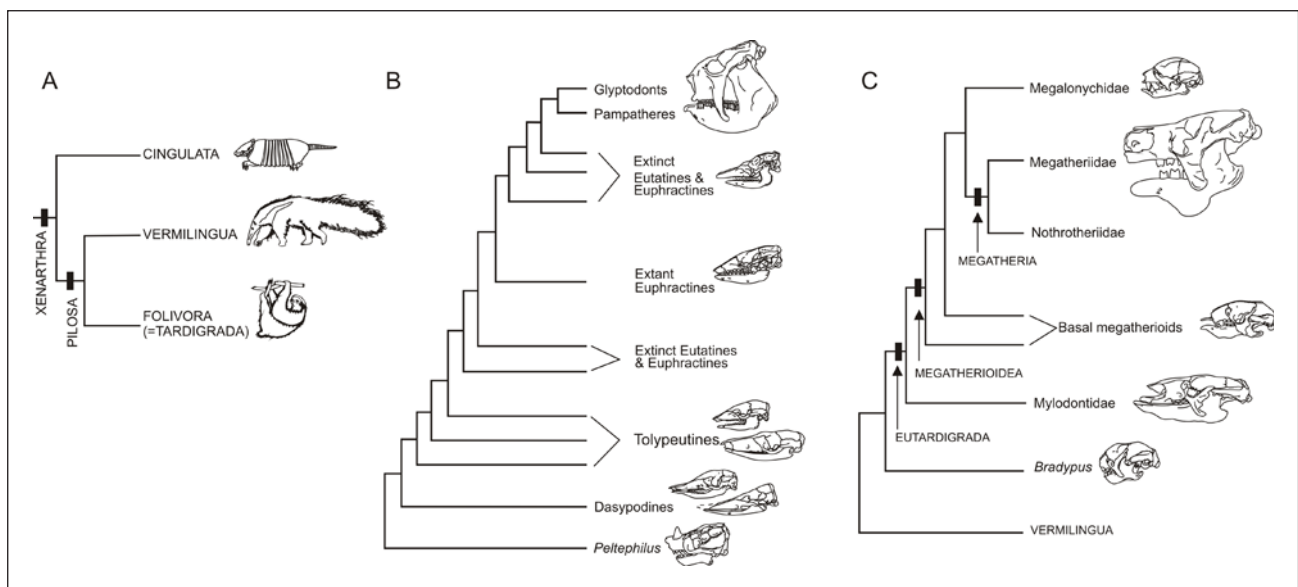 A
CINGULATA
VERMILINGUA
FOLIVORA
(=TARDIGRADA)
XENARTHRA
PILOSA
B
Glyptodonts
Pampatheres
Extinct
Eutatines &
Euphractines
Extant
Euphractines
Extinct Eutatines
& Euphractines
Tolypeutines
Dasypodines
Peltephilus
C
Megalonychidae
Megatheriidae
Nothrotheriidae
MEGATHERIA
Basal megatherioids
MEGATHERIOIDEA
Mylodontidae
EUTARDIGRADA
Bradypus
VERMILINGUA